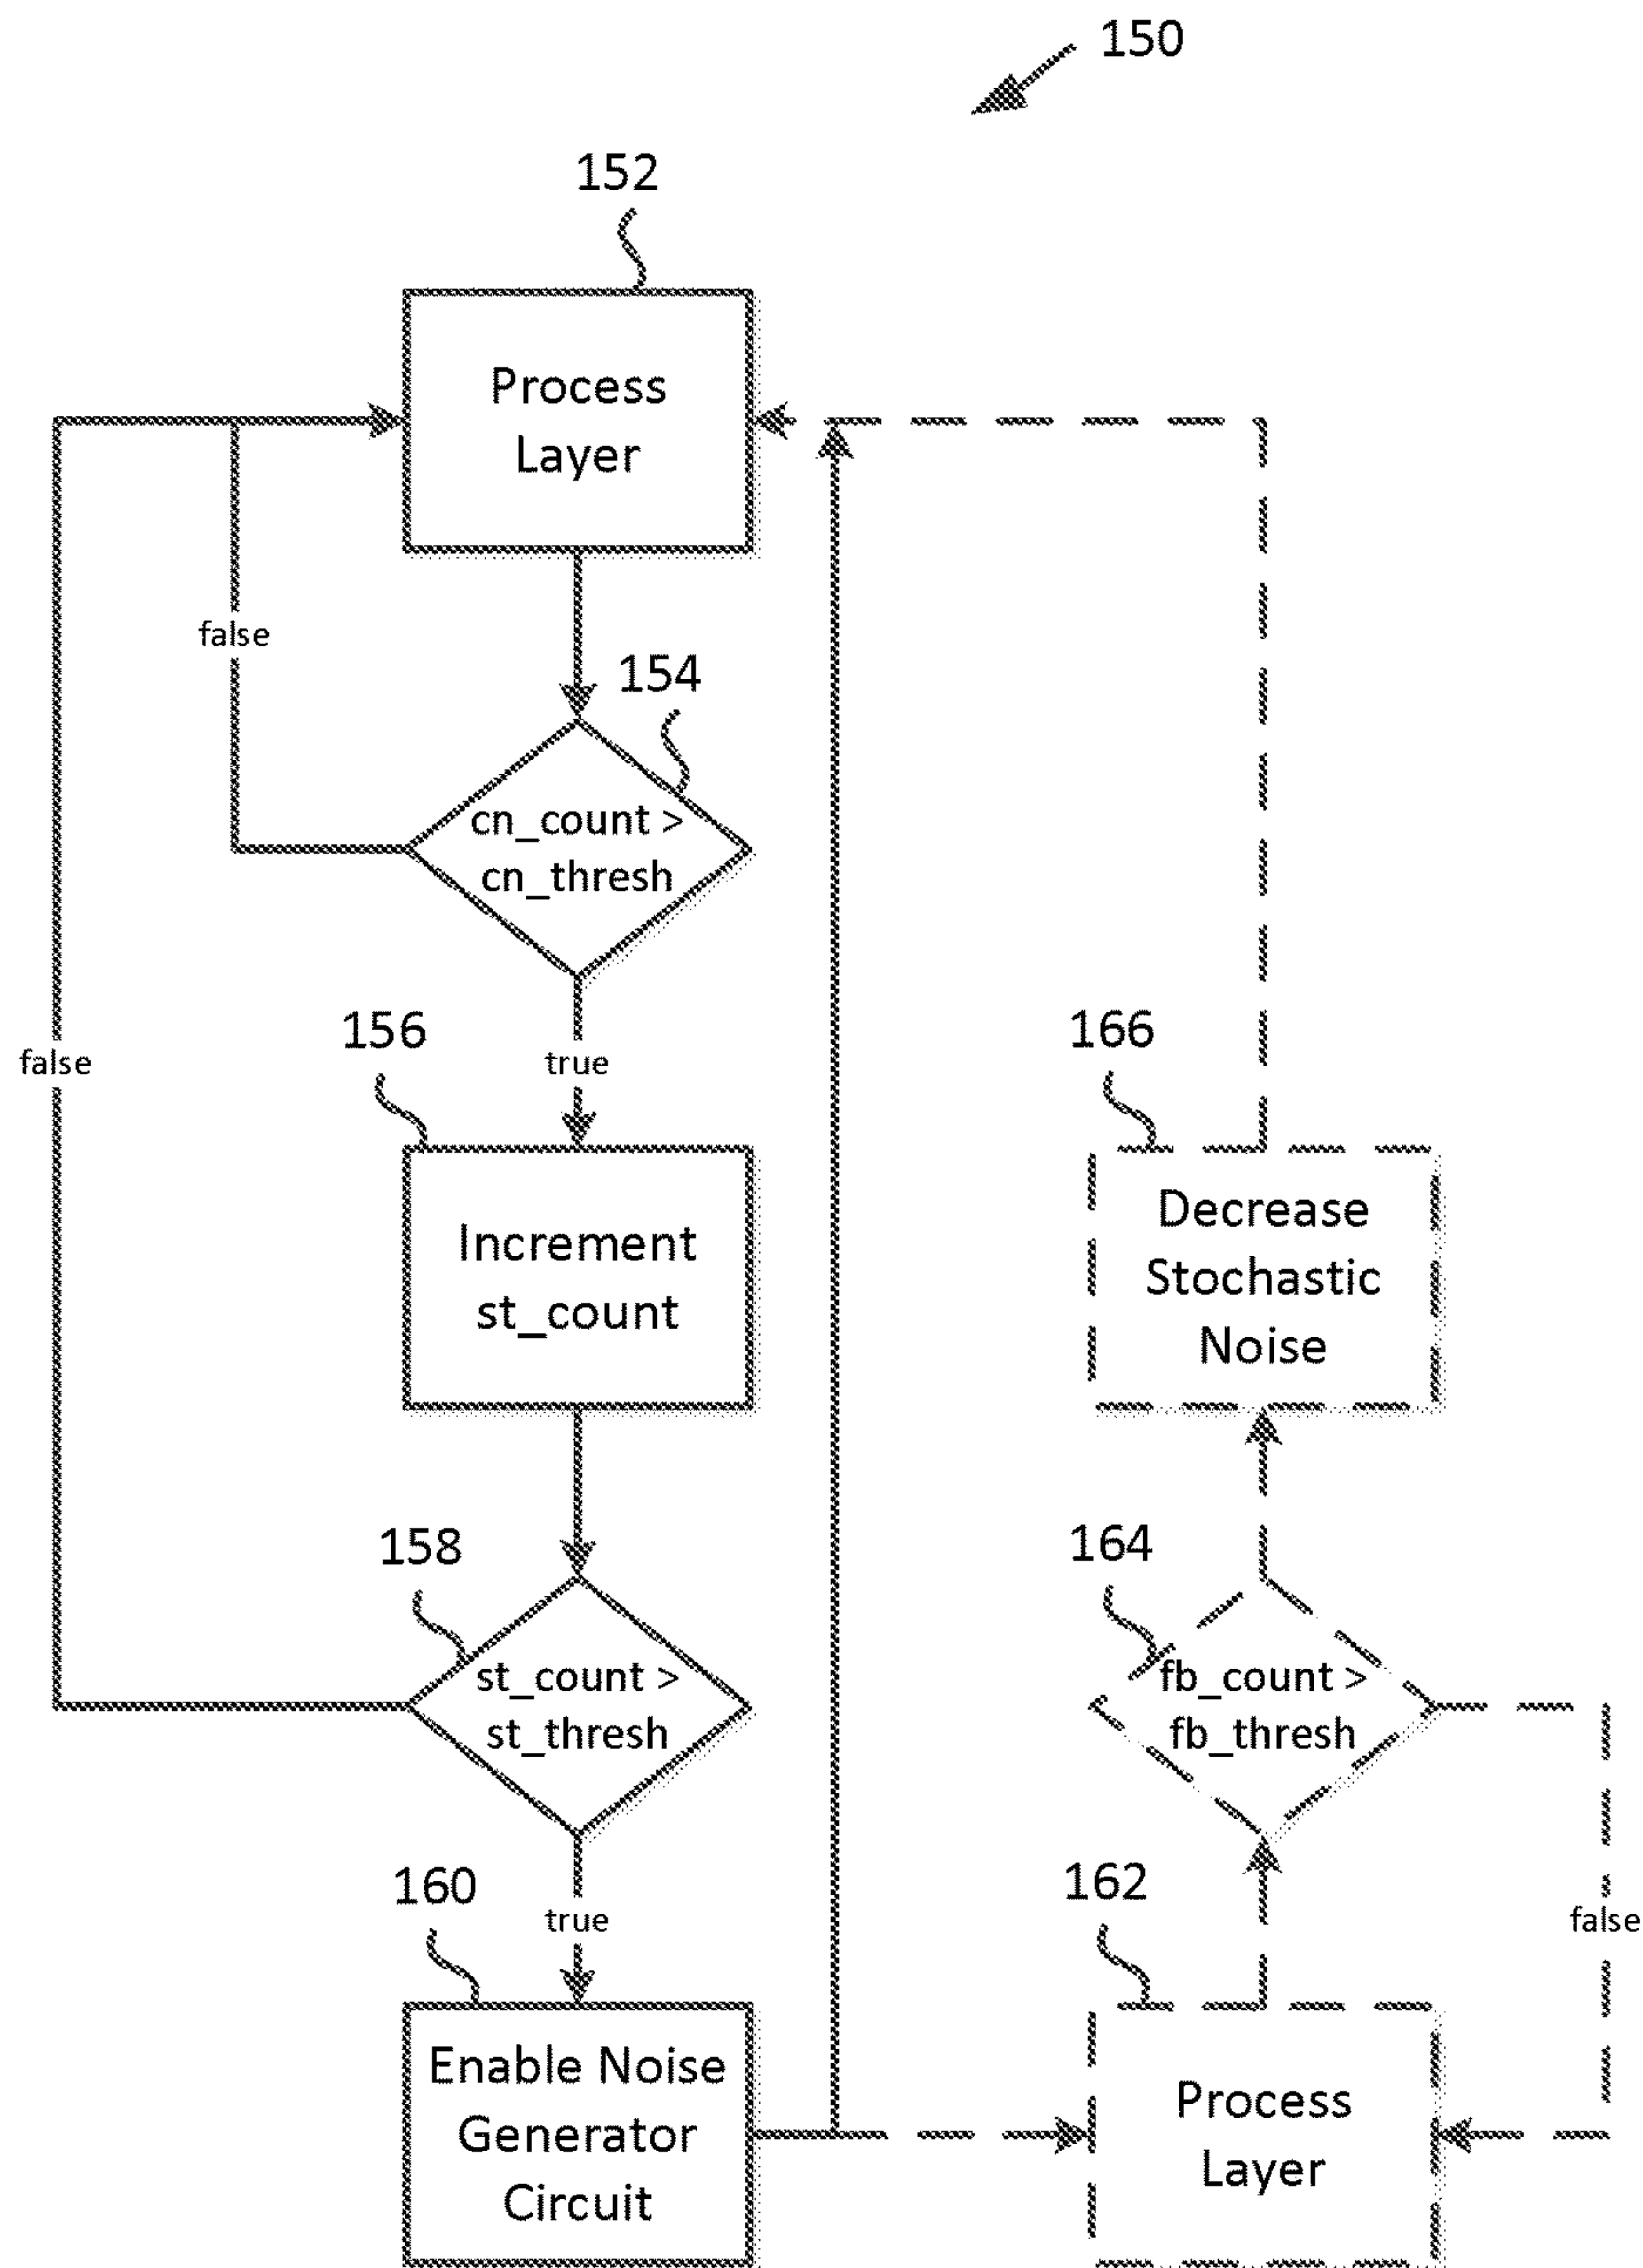 150
152
Process
Layer
false
154
cn_count >
cn_thresh
156
true
166
false
Increment
st_count
Decrease
Stochastic
Noise
158
st_count >
st_thresh
164
fb_count >
fb_thresh
160
true
162
false
Enable Noise
Generator
Circuit
Process
Layer